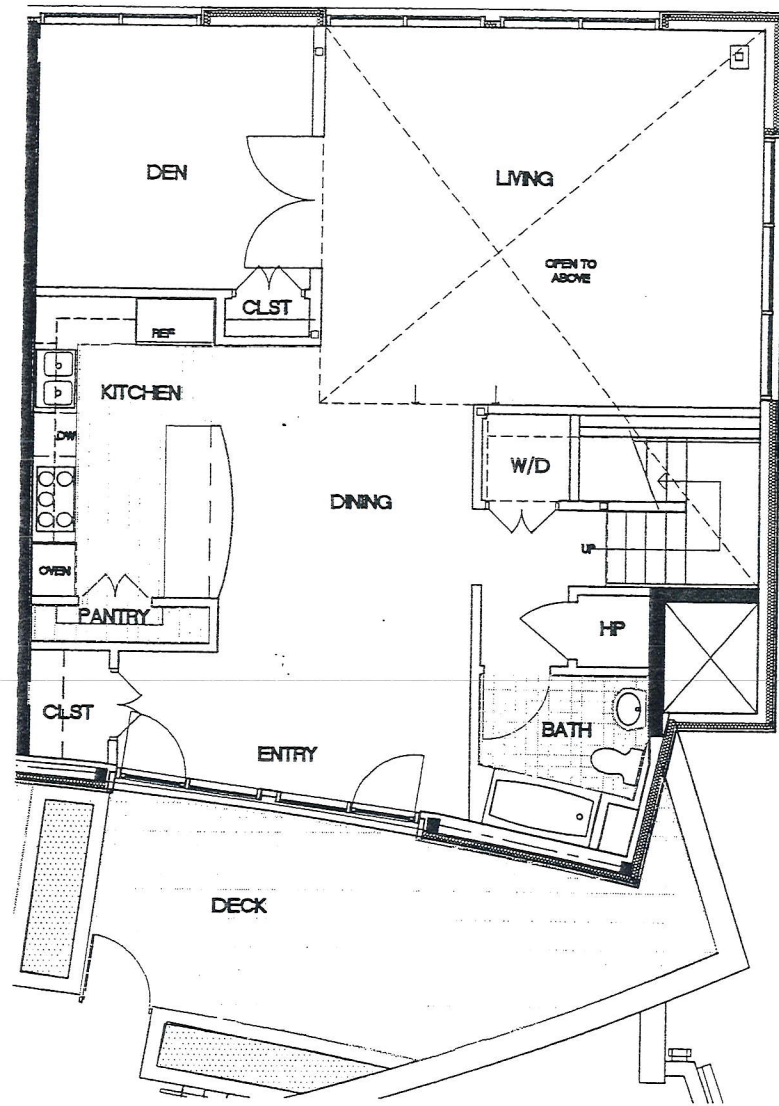 DEN
LIVING
OPEN TO
ABOVE
CLST
REF
KITCHEN
DW
W/D
DINING
UP
OVEN
PANTRY
HP
CLST
BATH
ENTRY
DECK